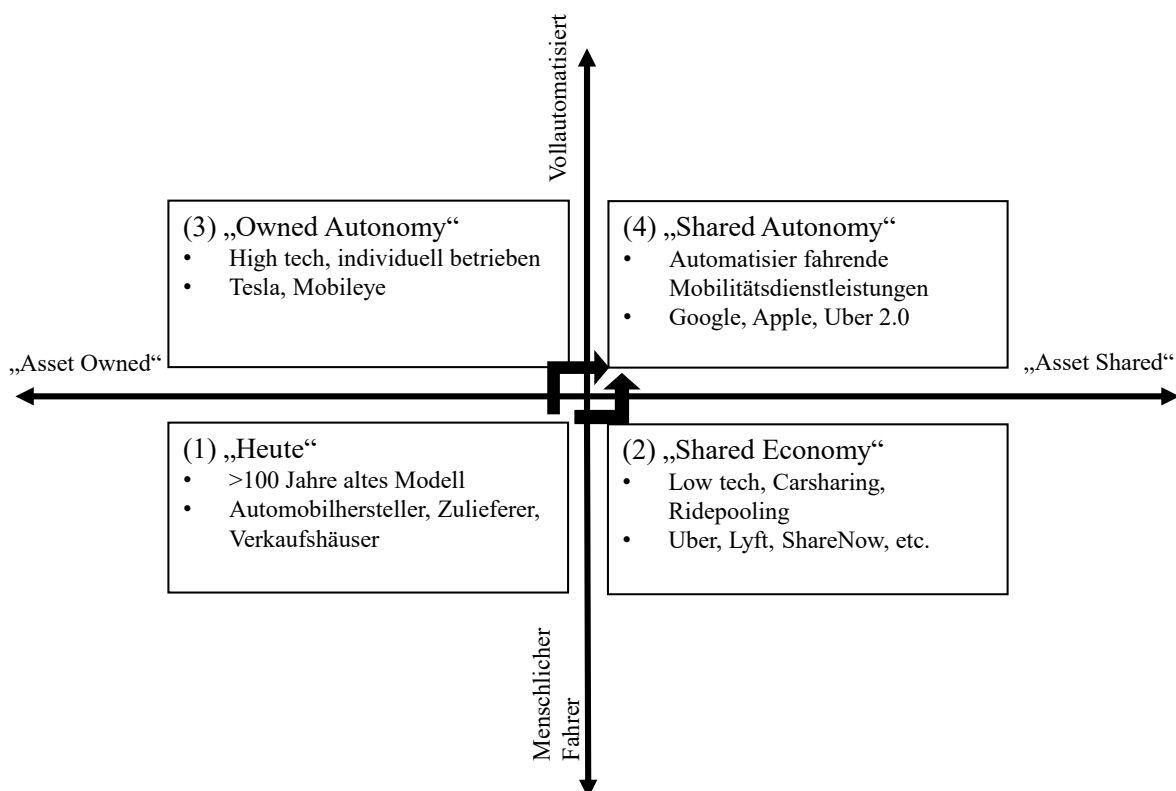 Vollautomatisiert
(3) „Owned Autonomy“
• High tech, individuell betrieben
• Tesla, Mobileye
(4) „Shared Autonomy“
• Automatisier fahrende
Mobilitätsdienstleistungen
• Google, Apple, Uber 2.0
„Asset Owned“
„Asset Shared“
(1) „Heute“
• >100 Jahre altes Modell
• Automobilhersteller, Zulieferer,
Verkaufshäuser
(2) „Shared Economy“
• Low tech, Carsharing,
Ridepooling
• Uber, Lyft, ShareNow, etc.
Menschlicher
Fahrer